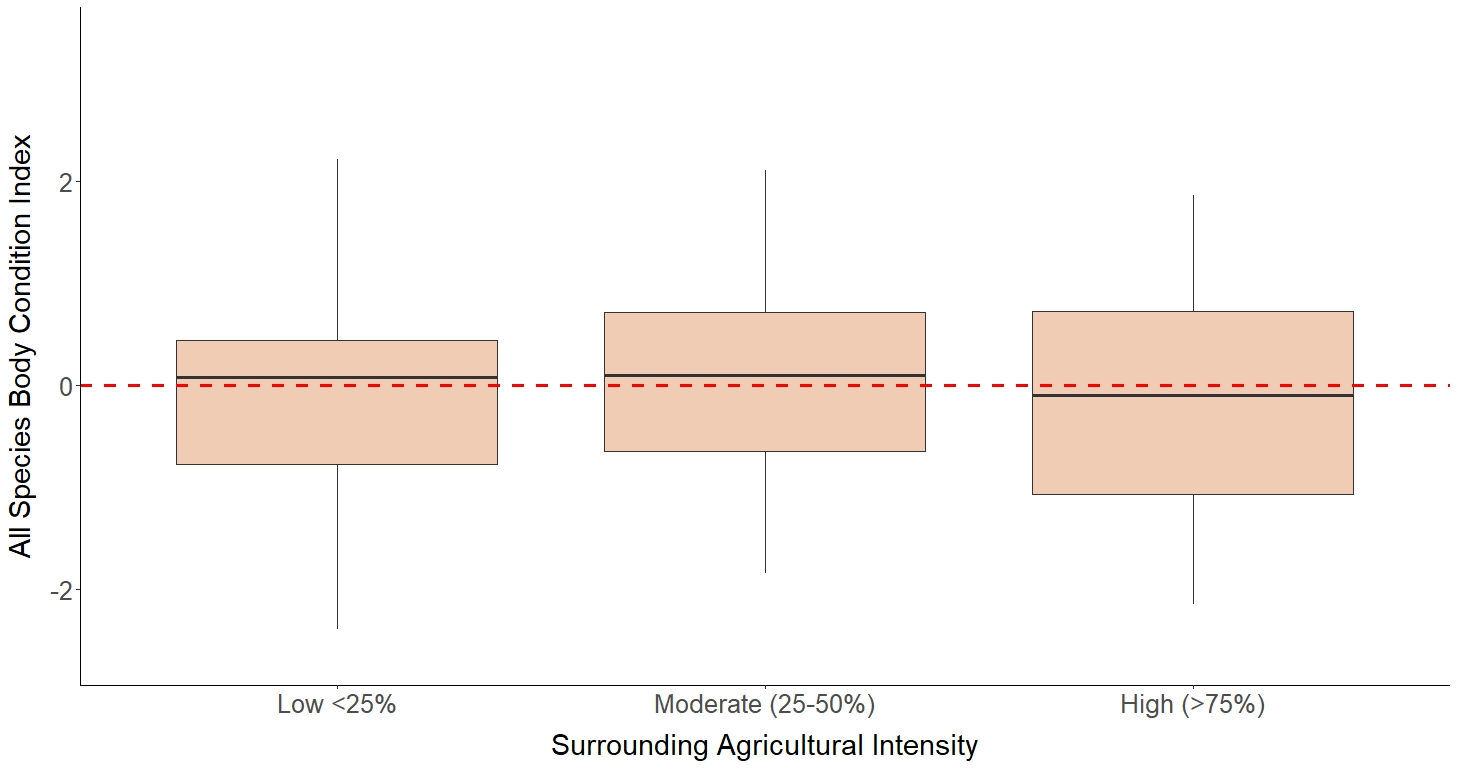 All Species Body Condition Index
2
0
-2
Low <25%
Moderate (25-50%)
High (>75%)
Surrounding Agricultural Intensity